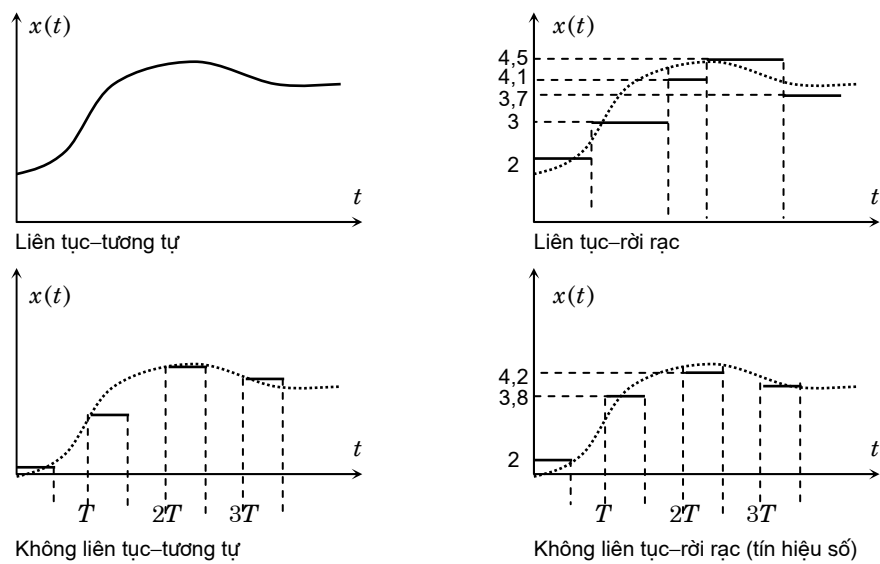 x(t)
t
Liên tục–tương tự
x(t)
4,5
4,1
3,7
3
2
t
Liên tục–rời rạc
x(t)
t
T 2T 3T
Không liên tục–tương tự
x(t)
4,2
3,8
2
t
T 2T 3T
Không liên tục–rời rạc (tín hiệu số)